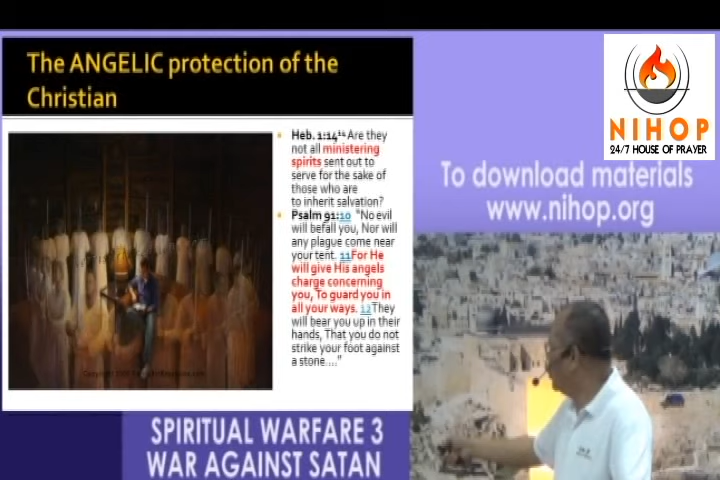 The ANGELIC protection of the
Christian
Heb. 1:14 14 Are they
not all ministering
spirits sent out to
serve for the sake of
those who are
to inherit salvation?
Psalm 91:10 "No evil
will befall you, Nor will
any plague come near
your tent. 11For He
will give His angels
charge concerning
you, To guard you in
all your ways. 12They
will bear you up in their
hands, That you do not
strike your foot against
a stone...."
NIHOP
24/7 HOUSE OF PRAYER
To download materials
www.nihop.org
SPIRITUAL WARFARE 3
WAR AGAINST SATAN